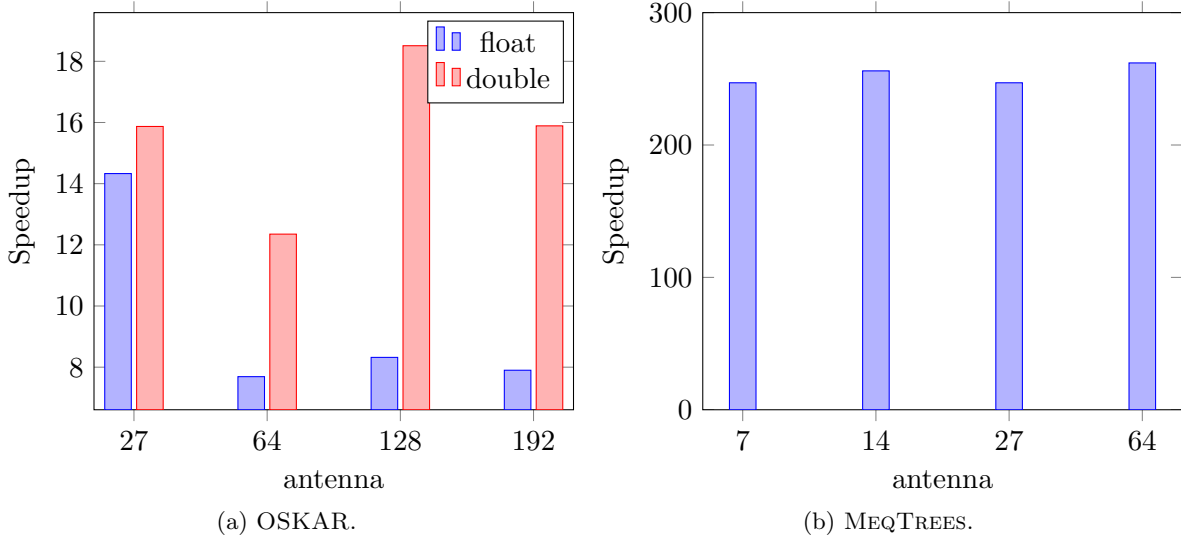 18
16
14
12
10
8
Speedup
27 64 128 192
antenna
float
double
(a) OSKAR.
300
200
100
0
Speedup
7 14 27 64
antenna
(b) MEQTREES.